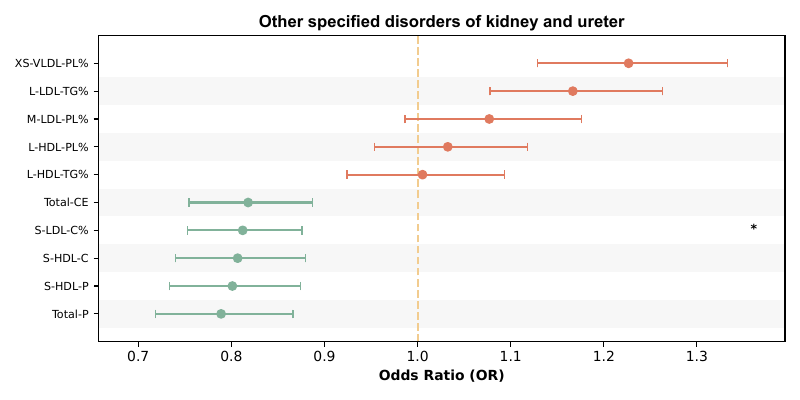 Other specified disorders of kidney and ureter
XS-VLDL-PL%
L-LDL-TG%
M-LDL-PL%
L-HDL-PL%
L-HDL-TG%
Total-CE
S-LDL-C%
*
S-HDL-C
S-HDL-P
Total-P
0.7 0.8 0.9 1.0 1.1 1.2 1.3
Odds Ratio (OR)